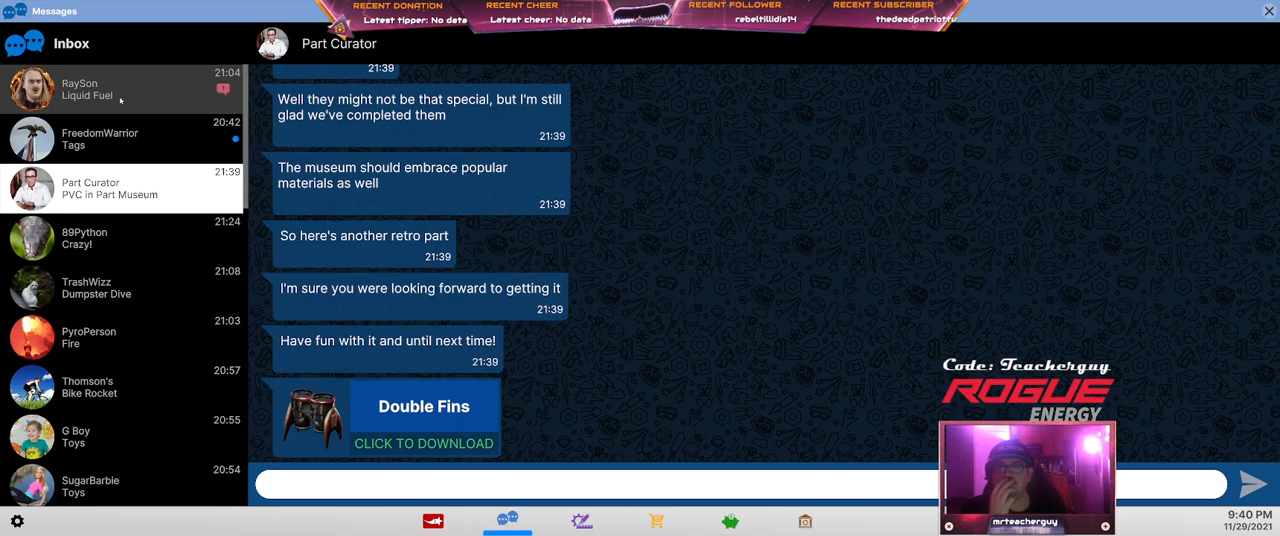 Messages
RECENT DONATION
Latest tipper: No data
RECENT CHEER
Latest cheer: No data
RECENT FOLLOWER
rebeltillidie14
RECENT SUBSCRIBER
Inbox
Part Curator
RaySon
Liquid Fuel
21:04
FreedomWarrior
Tags
20:42
Part Curator
PVC in Part Museum
21:39
89Python
Crazy!
21:24
TrashWizz
Dumpster Dive
21:08
PyroPerson
Fire
21:03
Thomson's
Bike Rocket
20:57
G Boy
Toys
20:55
SugarBarbie
Toys
20:54
21:39
Well they might not be that special, but I'm still
glad we've completed them
21:39
The museum should embrace popular
materials as well
21:39
So here's another retro part
21:39
I'm sure you were looking forward to getting it
21:39
Have fun with it and until next time!
21:39
Double Fins
CLICK TO DOWNLOAD
Code: Teacherguy
ROGUE
ENERGY
mrteacherguy
9:40 PM
11/29/2021